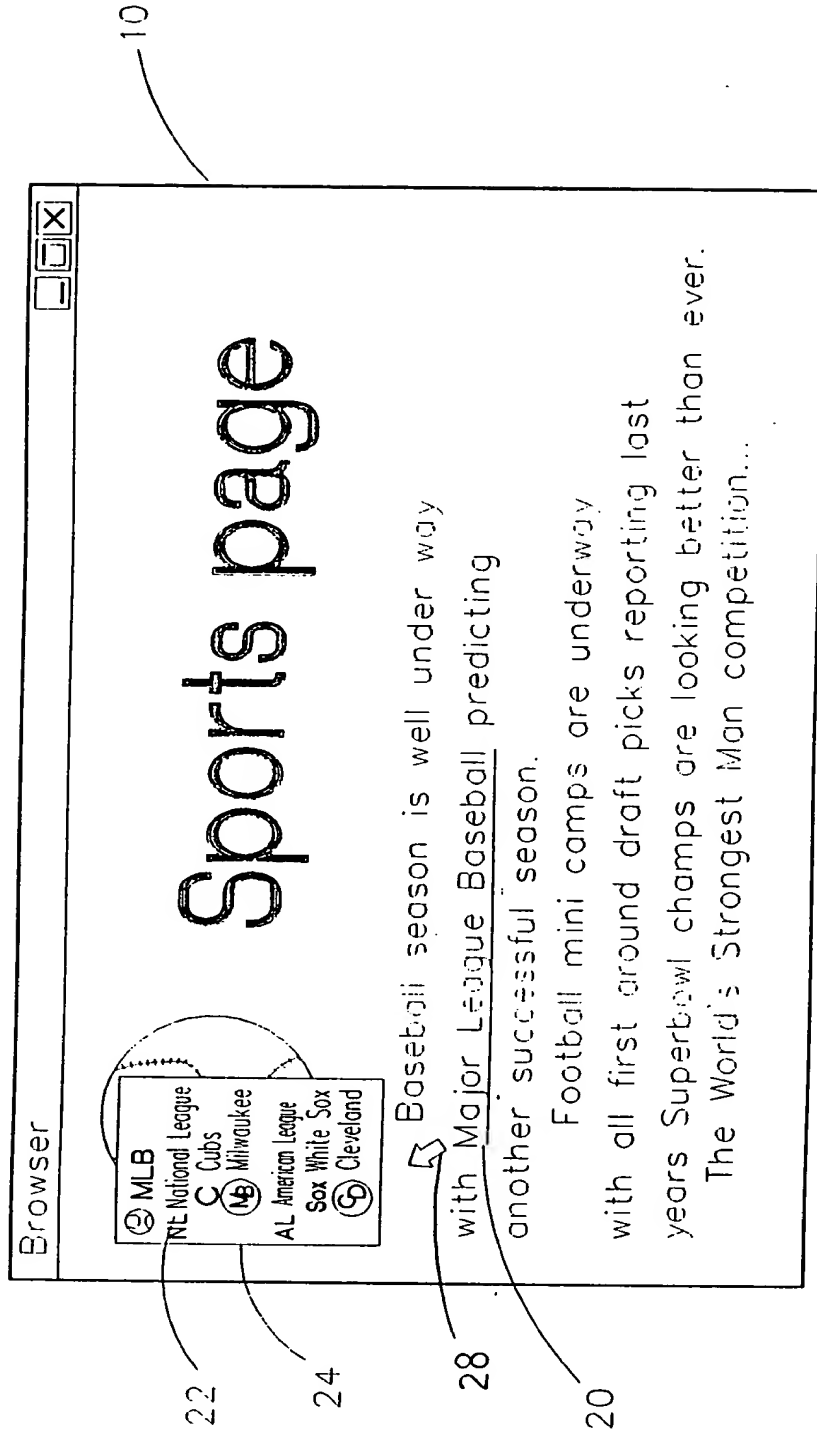 Browser
Sports page
MLB
NL National League
C Cubs
MB Milwaukee
AL American League
Sox White Sox
Cleveland
Baseball season is well under way
with Major League Baseball predicting
another successful season.
Football mini camps are underway
with all first around draft picks reporting last
years Superbowl champs are looking better than ever.
The World's Strongest Man competition...
10
22
24
28
20